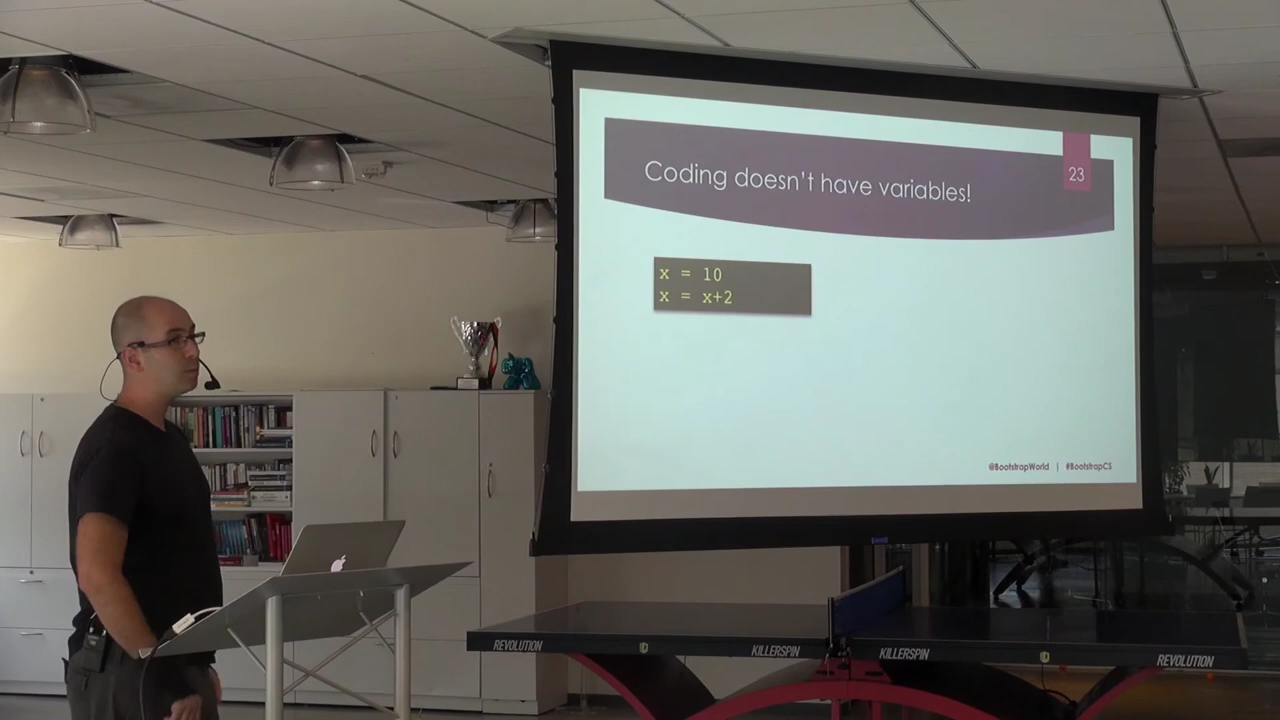 Coding doesn't have variables!
23
x = 10
x = x+2
@BootstrapWorld | #BootstrapCS
REVOLUTION
KILLERSPIN
KILLERSPIN
REVOLUTION